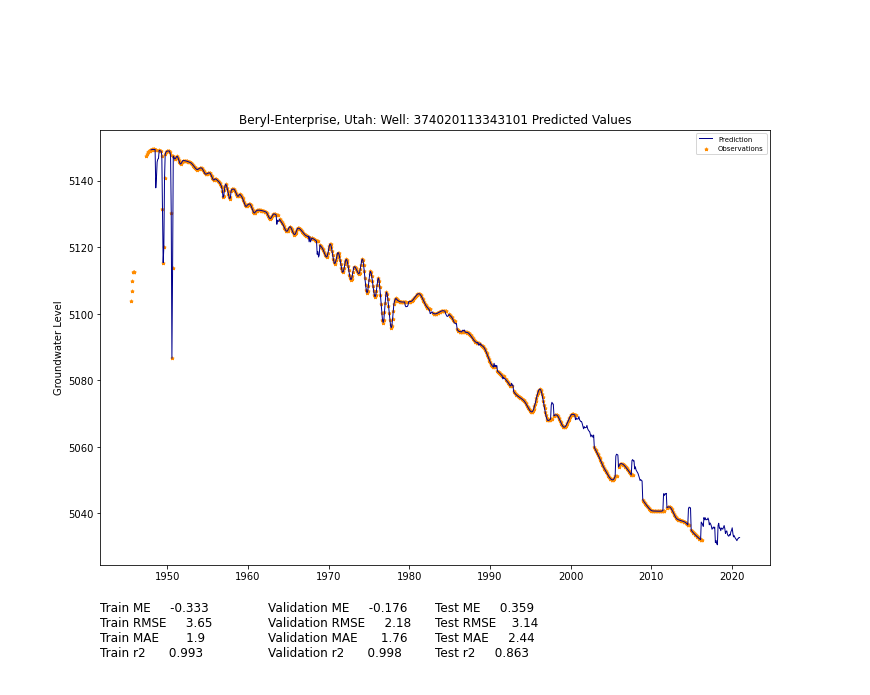 Beryl-Enterprise, Utah: Well: 374020113343101 Predicted Values
Prediction
Observations
Groundwater Level
5140
5120
5100
5080
5060
5040
1950 1960 1970 1980 1990 2000 2010 2020
Train ME -0.333 Validation ME -0.176 Test ME 0.359
Train RMSE 3.65 Validation RMSE 2.18 Test RMSE 3.14
Train MAE 1.9 Validation MAE 1.76 Test MAE 2.44
Train r2 0.993 Validation r2 0.998 Test r2 0.863